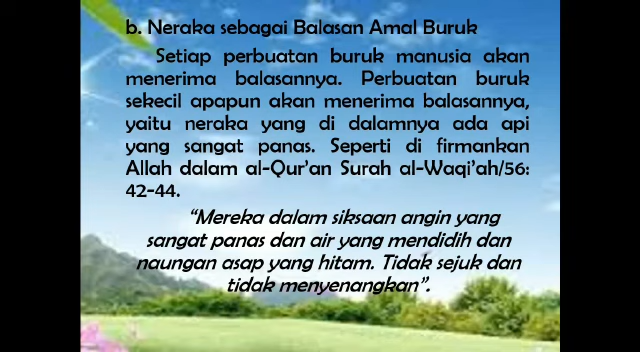 b. Neraka sebagai Balasan Amal Buruk
Setiap perbuatan buruk manusia akan
menerima balasannya. Perbuatan buruk
sekecil apapun akan menerima balasannya,
yaitu neraka yang di dalamnya ada api
yang sangat panas. Seperti di firmankan
Allah dalam al-Qur'an Surah al-Waqi'ah/56:
42-44.
"Mereka dalam siksaan angin yang
sangat panas dan air yang mendidih dan
naungan asap yang hitam. Tidak sejuk dan
tidak menyenangkan".